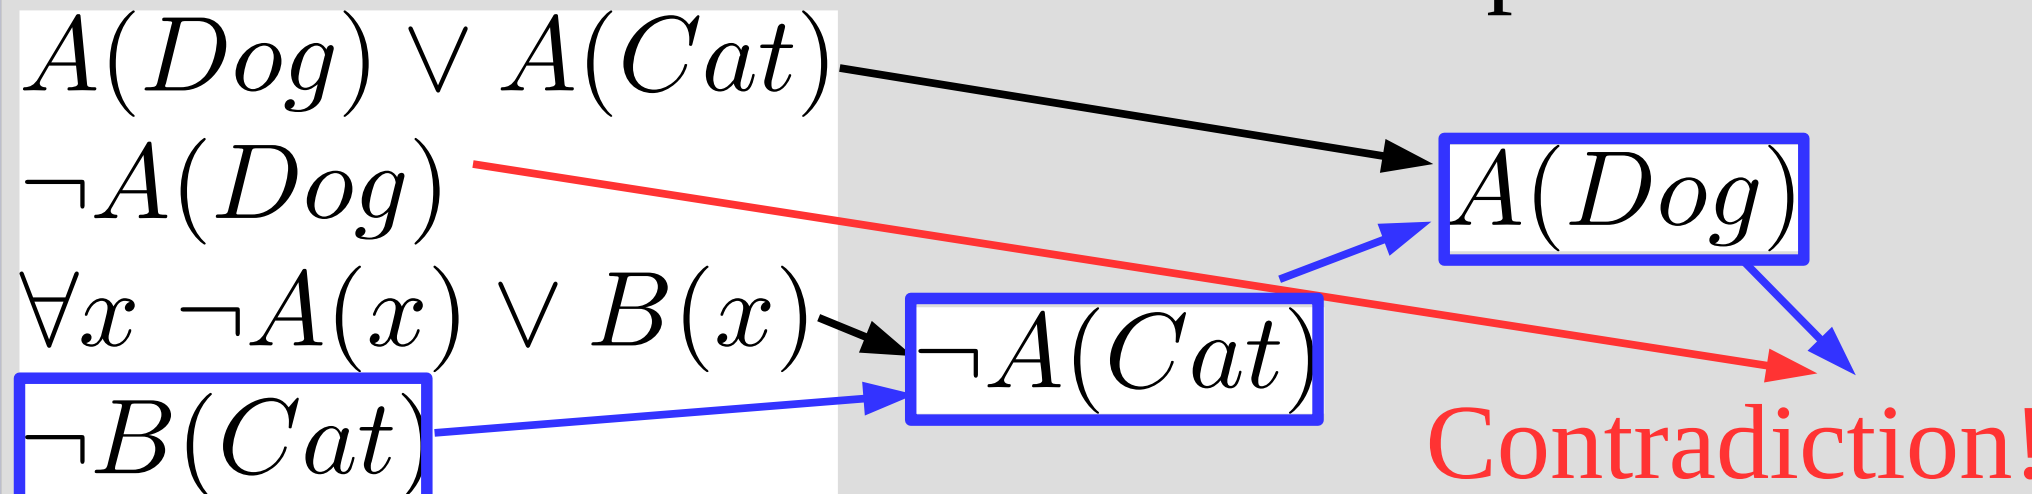 A(Dog) ∨ A(Cat)
¬A(Dog)
∀x ¬A(x) ∨ B(x)
¬B(Cat)
¬A(Cat)
A(Dog)
Contradiction!